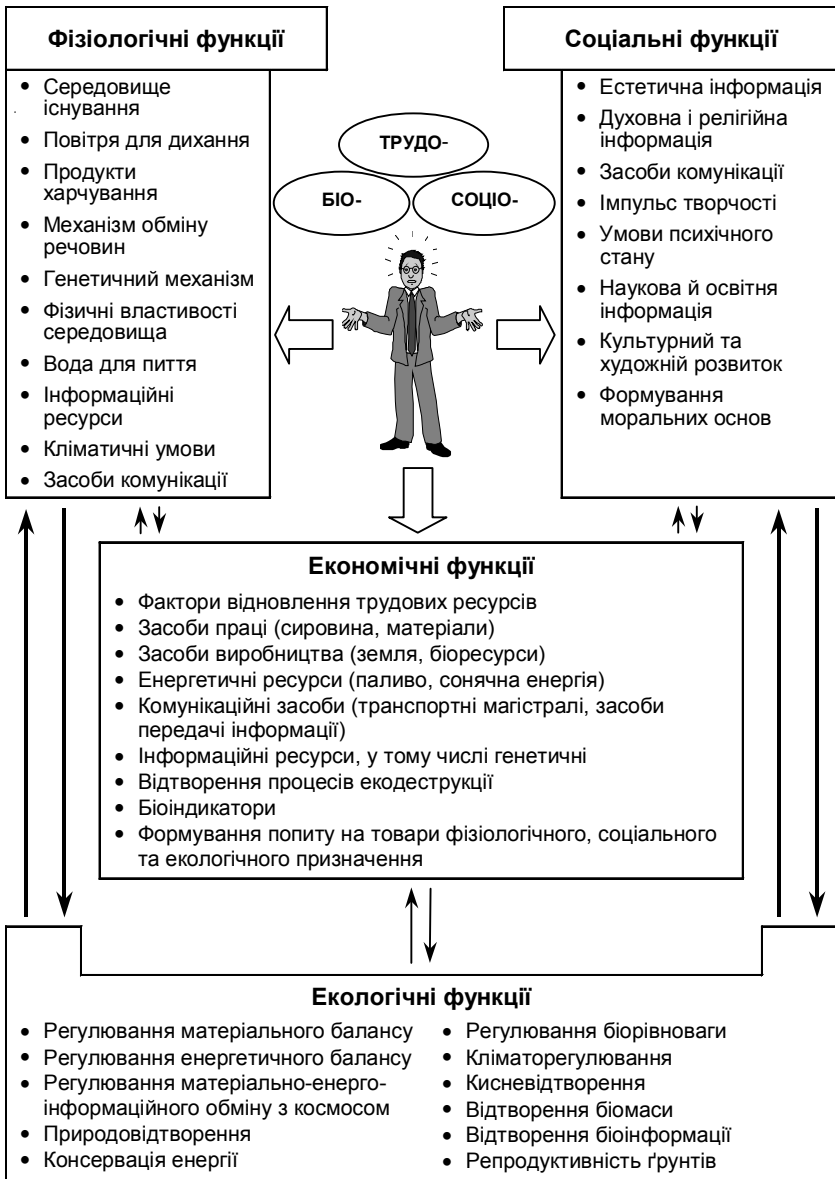 Фізіологічні функції
• Середовище
існування
• Повітря для дихання
• Продукти
харчування
• Механізм обміну
речовин
• Генетичний механізм
• Фізичні властивості
середовища
• Вода для пиття
• Інформаційні
ресурси
• Кліматичні умови
• Засоби комунікації
ТРУДО-
БІО-
СОЦІО-
Соціальні функції
• Естетична інформація
• Духовна і релігійна
інформація
• Засоби комунікації
• Імпульс творчості
• Умови психічного
стану
• Наукова й освітня
інформація
• Культурний та
художній розвиток
• Формування
моральних основ
Економічні функції
• Фактори відновлення трудових ресурсів
• Засоби праці (сировина, матеріали)
• Засоби виробництва (земля, біоресурси)
• Енергетичні ресурси (паливо, сонячна енергія)
• Комунікаційні засоби (транспортні магістралі, засоби
передачі інформації)
• Інформаційні ресурси, у тому числі генетичні
• Відтворення процесів екодеструкції
• Біоіндикатори
• Формування попиту на товари фізіологічного, соціального
та екологічного призначення
Екологічні функції
• Регулювання матеріального балансу
• Регулювання енергетичного балансу
• Регулювання матеріально-енерго-
інформаційного обміну з космосом
• Природовідтворення
• Консервація енергії
• Регулювання біорівноваги
• Кліматорегулювання
• Кисневідтворення
• Відтворення біомаси
• Відтворення біоінформації
• Репродуктивність ґрунтів